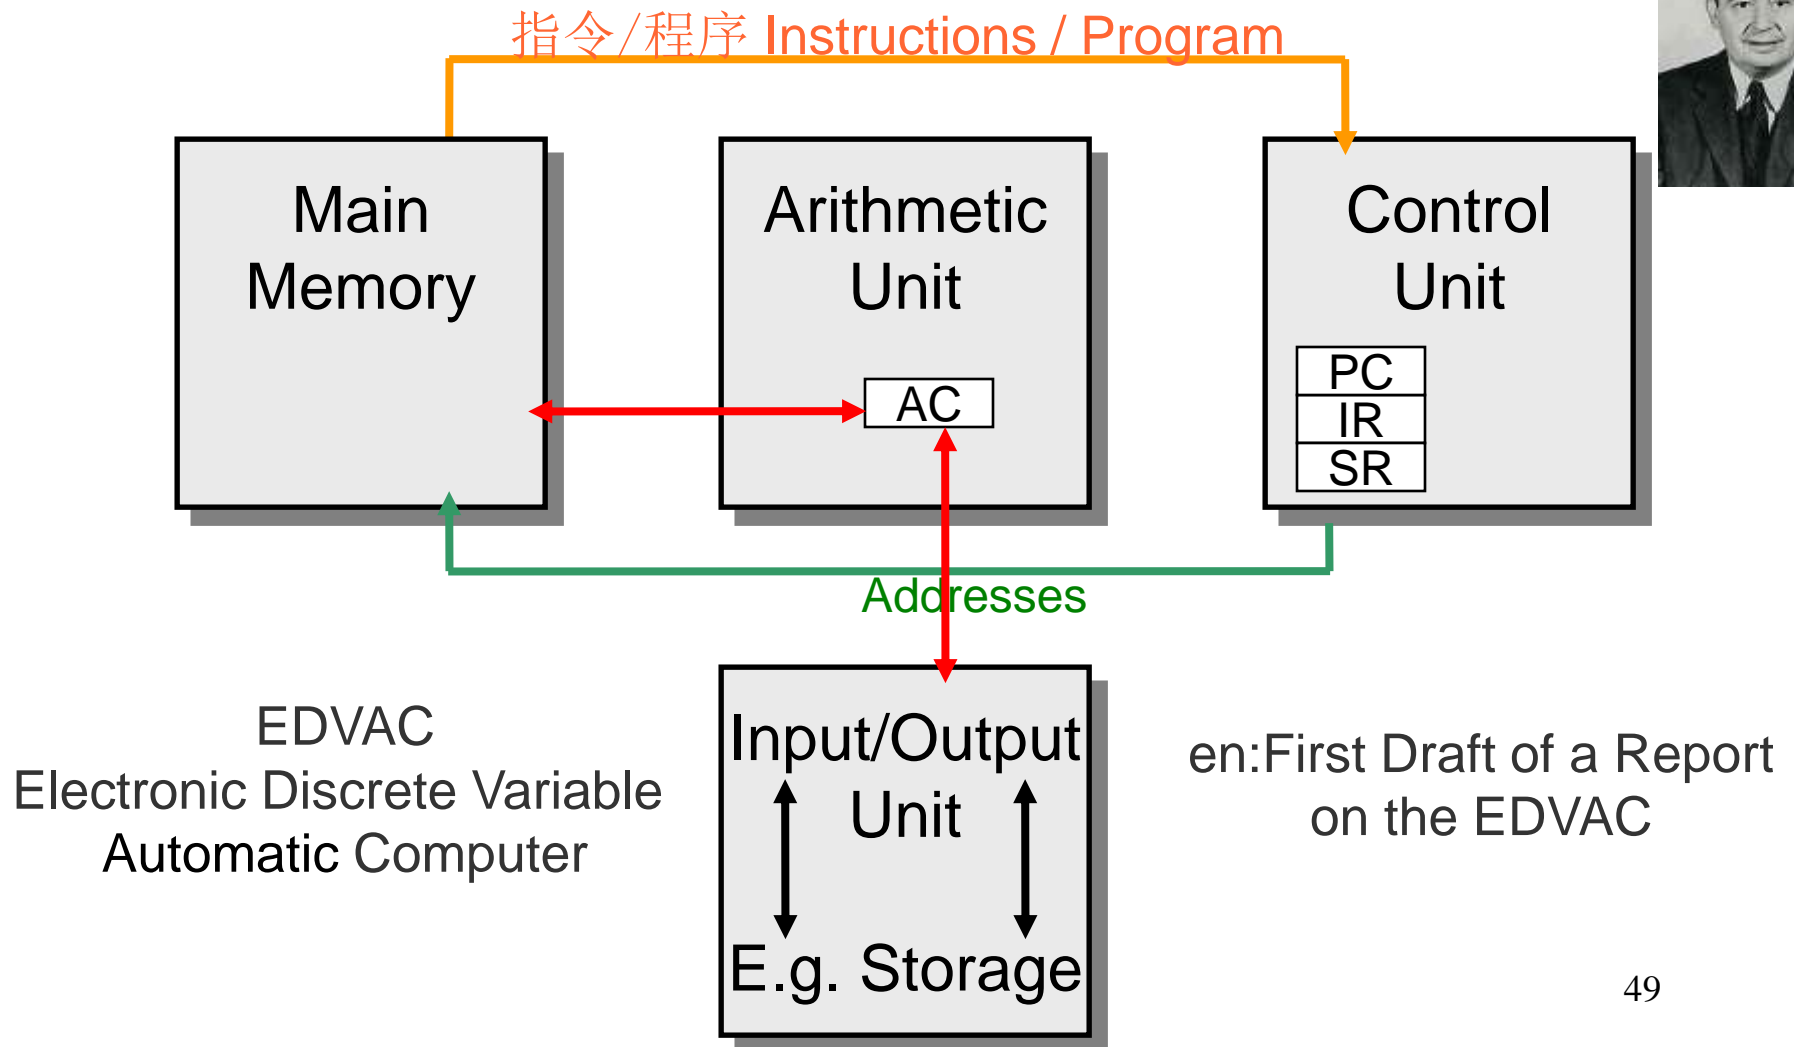 指令/程序 Instructions / Program
Main
Memory
Arithmetic
Unit
AC
Control
Unit
PC
IR
SR
Addresses
EDVAC
Electronic Discrete Variable
Automatic Computer
Input/Output
Unit
E.g. Storage
en:First Draft of a Report
on the EDVAC
49